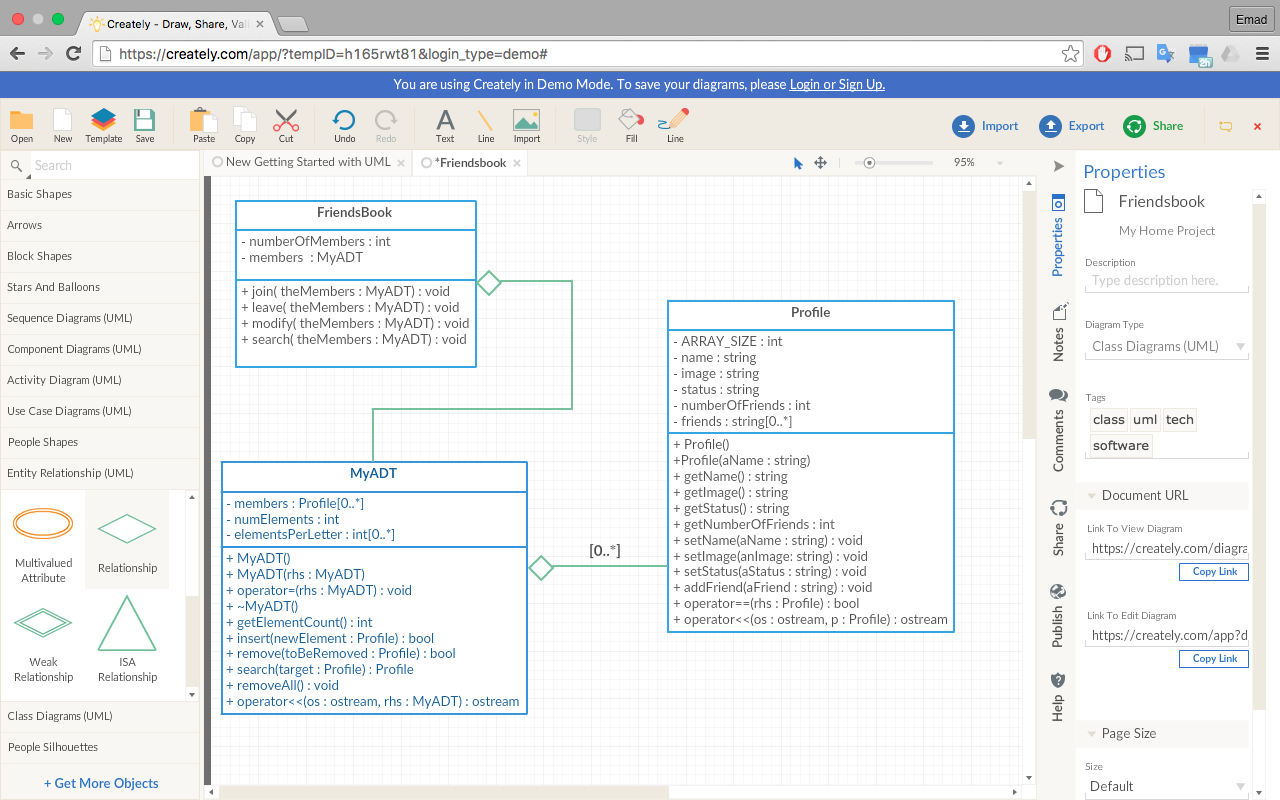 Creately - Draw, Share, Val
Emad
https://creately.com/app/?tempID=h165rwt81&login_type=demo#
You are using Creately in Demo Mode. To save your diagrams, please Login or Sign Up.
Open New Template Save Paste Copy Cut Undo Redo Text Line Import Style Fill Line
Import Export Share
Search
New Getting Started with UML
*Friendsbook
95%
Basic Shapes
Arrows
Block Shapes
Stars And Balloons
Sequence Diagrams (UML)
Component Diagrams (UML)
Activity Diagram (UML)
Use Case Diagrams (UML)
People Shapes
Entity Relationship (UML)
Multivalued
Attribute
Relationship
Weak
Relationship
ISA
Relationship
Class Diagrams (UML)
People Silhouettes
+ Get More Objects
FriendsBook
- numberOfMembers : int
- members : MyADT
+ join( theMembers : MyADT) : void
+ leave( theMembers : MyADT) : void
+ modify( theMembers : MyADT) : void
+ search( theMembers : MyADT) : void
MyADT
- members : Profile[0..*]
- numElements : int
- elementsPerLetter : int[0..*]
+ MyADT()
+ MyADT(rhs : MyADT)
+ operator=(rhs : MyADT) : void
+ ~MyADT()
+ getElementCount() : int
+ insert(newElement : Profile) : bool
+ remove(toBeRemoved : Profile) : bool
+ search(target : Profile) : Profile
+ removeAll() : void
+ operator<<(os : ostream, rhs : MyADT) : ostream
[0..*]
Profile
- ARRAY_SIZE : int
- name : string
- image : string
- status : string
- numberOfFriends : int
- friends : string[0..*]
+ Profile()
+Profile(aName : string)
+ getName() : string
+ getImage() : string
+ getStatus() : string
+ getNumberOfFriends : int
+ setName(aName : string) : void
+ setImage(anImage: string) : void
+ setStatus(aStatus : string) : void
+ addFriend(aFriend : string) : void
+ operator==(rhs : Profile) : bool
+ operator<<(os : ostream, p : Profile) : ostream
Properties
Notes
Comments
Share
Publish
Help
Properties
Friendsbook
My Home Project
Description
Type description here.
Diagram Type
Class Diagrams (UML)
Tags
class uml tech
software
Document URL
Link To View Diagram
https://creately.com/diagra
Copy Link
Link To Edit Diagram
https://creately.com/app?d
Copy Link
Page Size
Size
Default